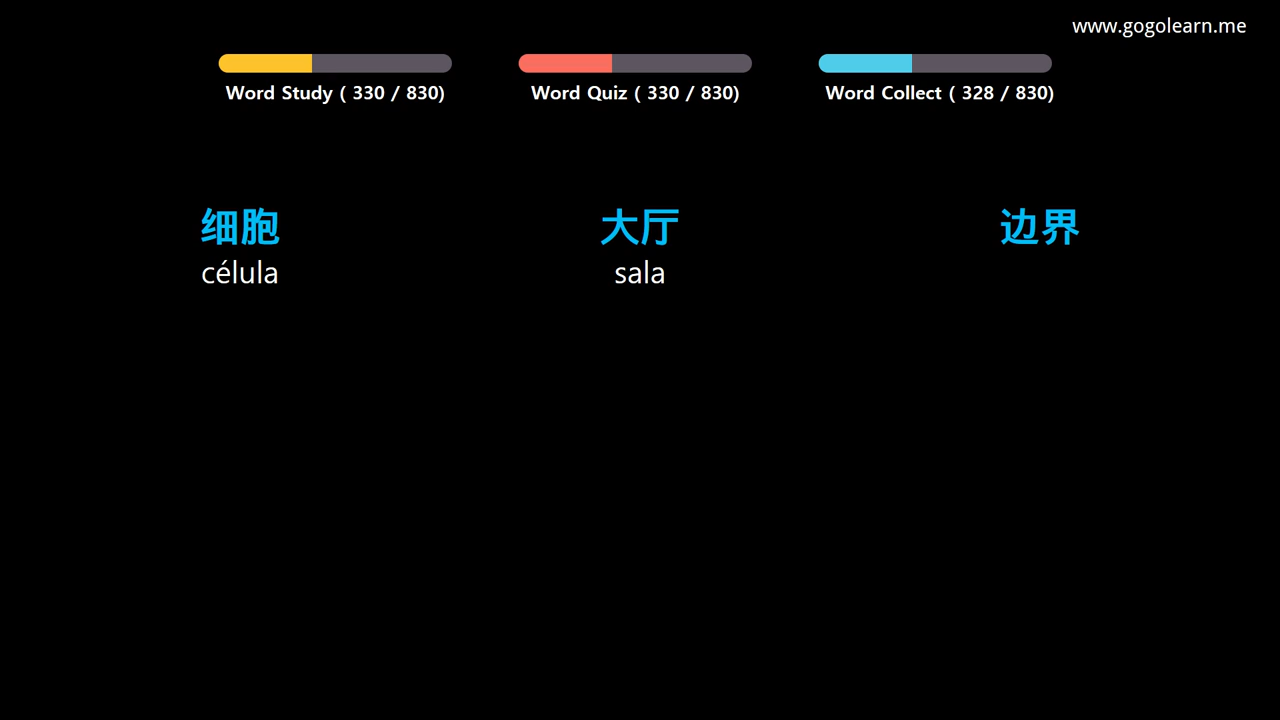 www.gogolearn.me
Word Study ( 330 / 830)
Word Quiz ( 330 / 830)
Word Collect ( 328 / 830)
细胞
大厅
边界
célula
sala